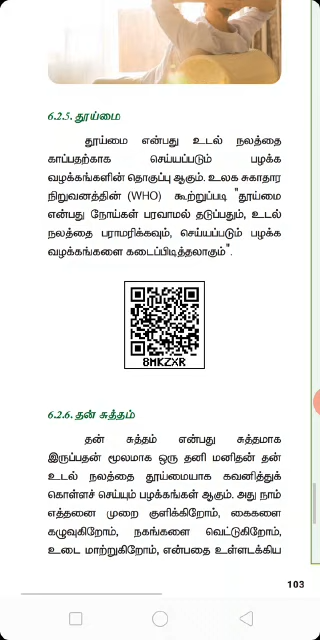 6.2.5. தூய்மை
தூய்மை என்பது உடல் நலத்தை
காப்பதற்காக செய்யப்படும் பழக்க
வழக்கங்களின் தொகுப்பு ஆகும். உலக சுகாதார
நிறுவனத்தின் (WHO) கூற்றுப்படி "தூய்மை
என்பது நோய்கள் பரவாமல் தடுப்பதும், உடல்
நலத்தை பராமரிக்கவும், செய்யப்படும் பழக்க
வழக்கங்களை கடைப்பிடித்தலாகும்".
8MKZXR
6.2.6. தன் சுத்தம்
தன் சுத்தம் என்பது சுத்தமாக
இருப்பதன் மூலமாக ஒரு தனி மனிதன் தன்
உடல் நலத்தை தூய்மையாக கவனித்துக்
கொள்ளச் செய்யும் பழக்கங்கள் ஆகும். அது நாம்
எத்தனை முறை குளிக்கிறோம், கைகளை
கழுவுகிறோம், நகங்களை வெட்டுகிறோம்,
உடை மாற்றுகிறோம், என்பதை உள்ளடக்கிய
103